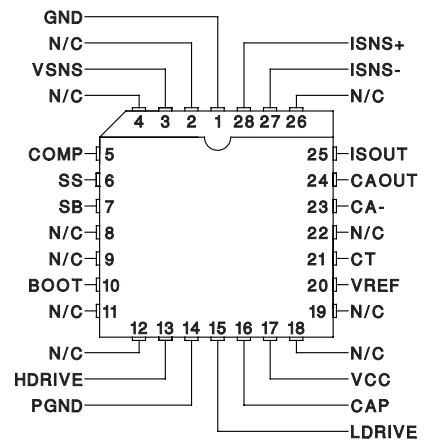 GND
N/C
ISNS+
VSNS
ISNS-
N/C
N/C
4 3 2 1 28 27 26
COMP 5 25 ISOUT
SS 6 24 CAOUT
SB 7 23 CA-
N/C 8 22 N/C
N/C 9 21 CT
BOOT 10 20 VREF
N/C 11 19 N/C
12 13 14 15 16 17 18
N/C
N/C
HDRIVE
VCC
PGND
CAP
LDRIVE